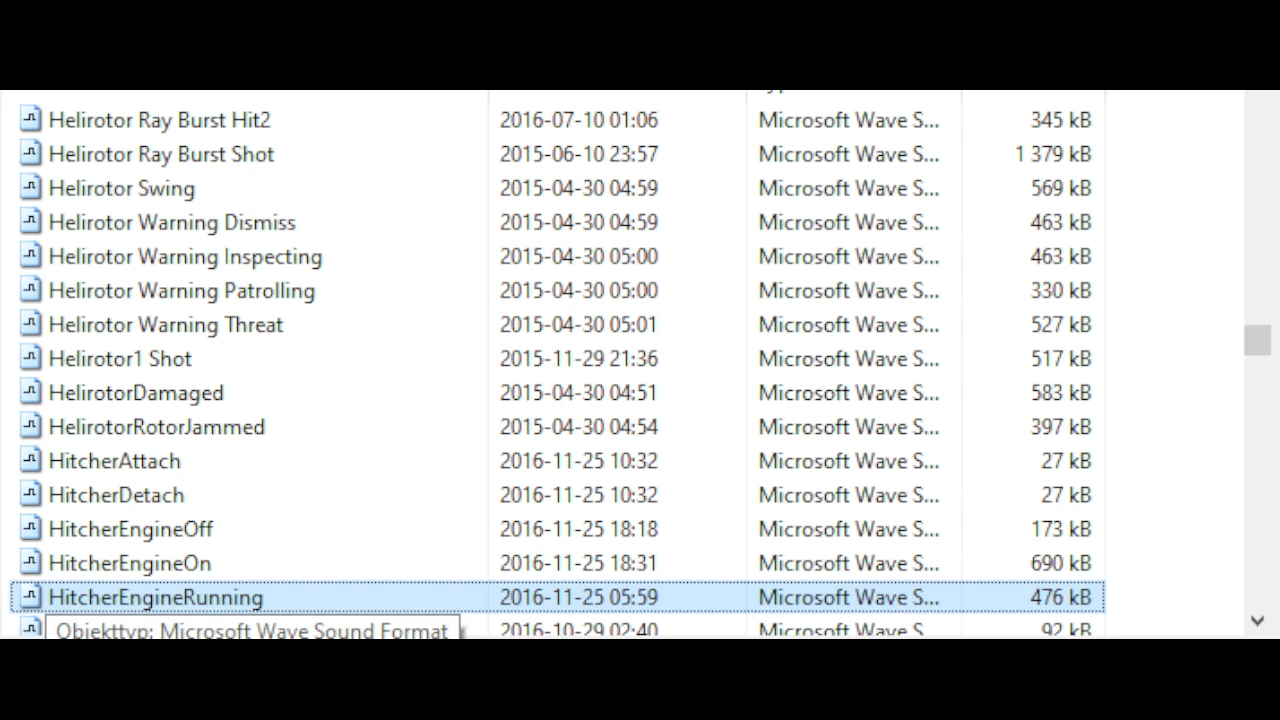 Helirotor Ray Burst Hit2 2016-07-10 01:06 Microsoft Wave S... 345 kB
Helirotor Ray Burst Shot 2015-06-10 23:57 Microsoft Wave S... 1 379 kB
Helirotor Swing 2015-04-30 04:59 Microsoft Wave S... 569 kB
Helirotor Warning Dismiss 2015-04-30 04:59 Microsoft Wave S... 463 kB
Helirotor Warning Inspecting 2015-04-30 05:00 Microsoft Wave S... 463 kB
Helirotor Warning Patrolling 2015-04-30 05:00 Microsoft Wave S... 330 kB
Helirotor Warning Threat 2015-04-30 05:01 Microsoft Wave S... 527 kB
Helirotor1 Shot 2015-11-29 21:36 Microsoft Wave S... 517 kB
HelirotorDamaged 2015-04-30 04:51 Microsoft Wave S... 583 kB
HelirotorRotorJammed 2015-04-30 04:54 Microsoft Wave S... 397 kB
HitcherAttach 2016-11-25 10:32 Microsoft Wave S... 27 kB
HitcherDetach 2016-11-25 10:32 Microsoft Wave S... 27 kB
HitcherEngineOff 2016-11-25 18:18 Microsoft Wave S... 173 kB
HitcherEngineOn 2016-11-25 18:31 Microsoft Wave S... 690 kB
HitcherEngineRunning 2016-11-25 05:59 Microsoft Wave S... 476 kB
Objekttyp: Microsoft Wave Sound Format 2016-10-29 02:40 Microsoft Wave S... 92 kB